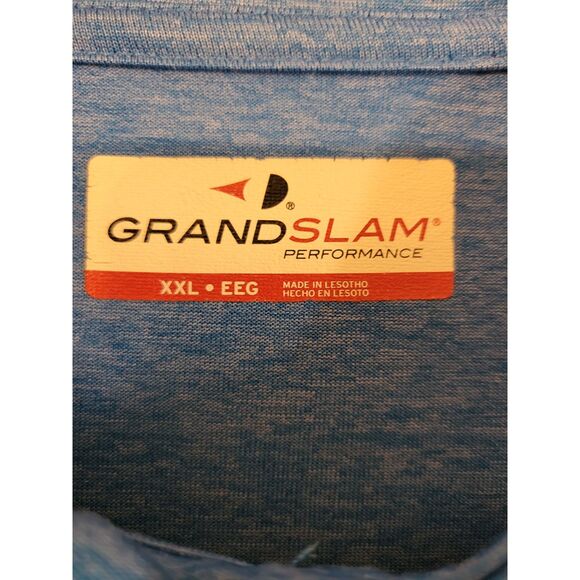 ®
GRANDSLAM®
PERFORMANCE
XXL • EEG
MADE IN LESOTHO
HECHO EN LESOTO